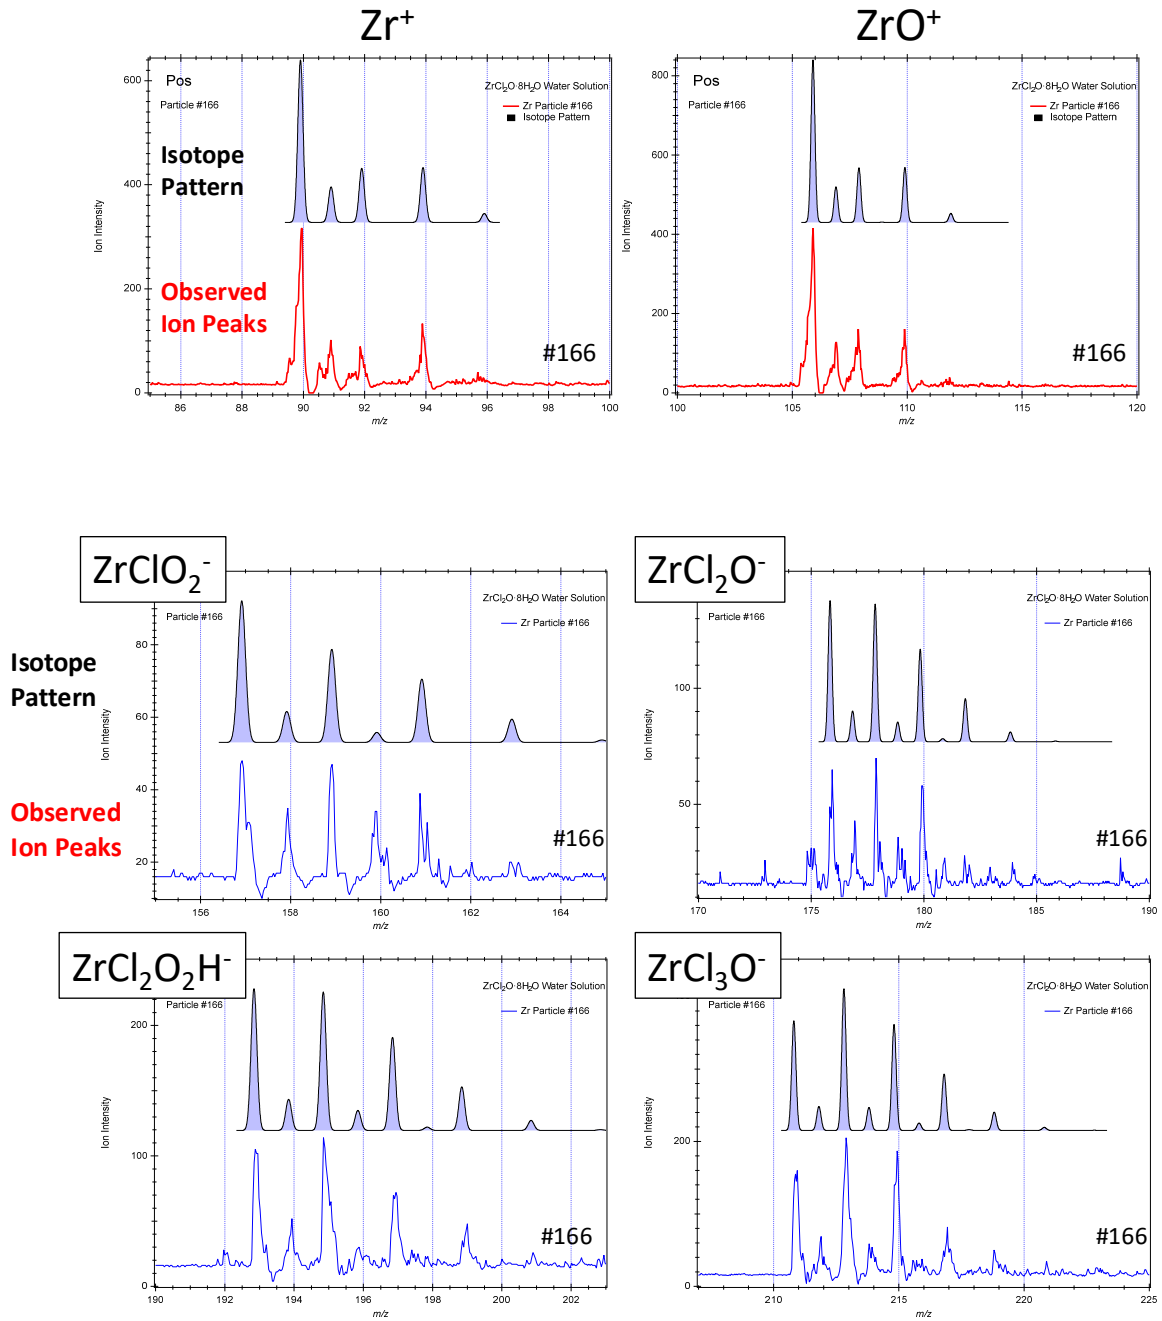 Zr⁺
ZrO⁺
Pos
Particle #166
ZrCl₂O·8H₂O Water Solution
Zr Particle #166
Isotope Pattern
Isotope
Pattern
Observed
Ion Peaks
#166
Ion Intensity
600
400
200
0
86 88 90 92 94 96 98 100
m/z
Pos
Particle #166
ZrCl₂O·8H₂O Water Solution
Zr Particle #166
Isotope Pattern
#166
Ion Intensity
800
600
400
200
0
100 105 110 115 120
m/z
ZrClO₂⁻
Particle #166
ZrCl₂O·8H₂O Water Solution
Zr Particle #166
Isotope
Pattern
Observed
Ion Peaks
#166
Ion Intensity
80
60
40
20
156 158 160 162 164
m/z
ZrCl₂O⁻
Particle #166
ZrCl₂O·8H₂O Water Solution
Zr Particle #166
#166
Ion Intensity
100
50
170 175 180 185 190
m/z
ZrCl₂O₂H⁻
Particle #166
ZrCl₂O·8H₂O Water Solution
Zr Particle #166
#166
Ion Intensity
200
100
0
190 192 194 196 198 200 202
m/z
ZrCl₃O⁻
Particle #166
ZrCl₂O·8H₂O Water Solution
Zr Particle #166
#166
Ion Intensity
200
0
210 215 220 225
m/z